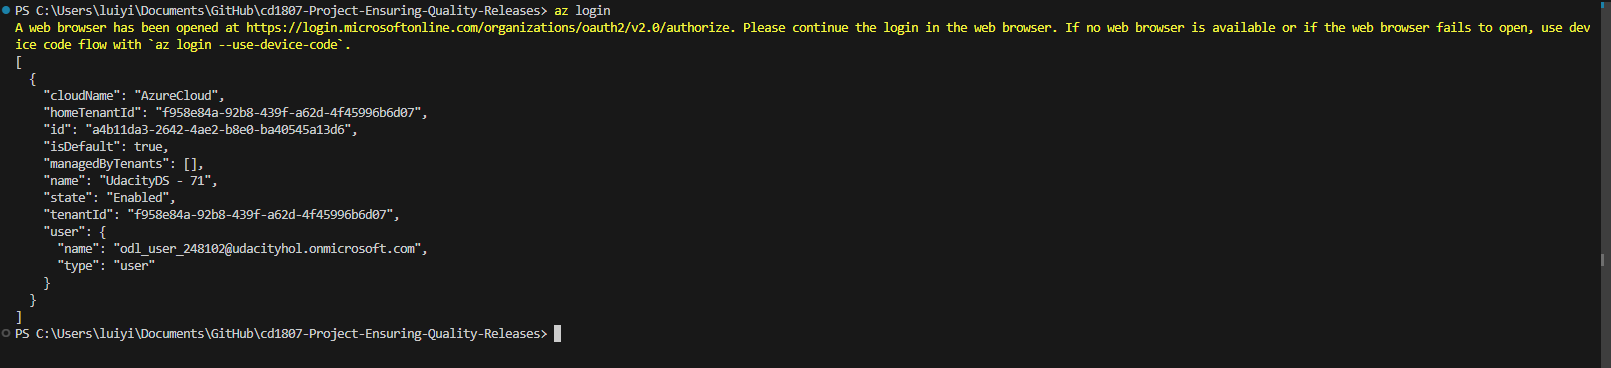 PS C:\Users\luiyi\Documents\GitHub\cd1807-Project-Ensuring-Quality-Releases> az login
A web browser has been opened at https://login.microsoftonline.com/organizations/oauth2/v2.0/authorize. Please continue the login in the web browser. If no web browser is available or if the web browser fails to open, use dev
ice code flow with `az login --use-device-code`.
[
  {
    "cloudName": "AzureCloud",
    "homeTenantId": "f958e84a-92b8-439f-a62d-4f45996b6d07",
    "id": "a4b11da3-2642-4ae2-b8e0-ba40545a13d6",
    "isDefault": true,
    "managedByTenants": [],
    "name": "UdacityDS - 71",
    "state": "Enabled",
    "tenantId": "f958e84a-92b8-439f-a62d-4f45996b6d07",
    "user": {
      "name": "odl_user_248102@udacityhol.onmicrosoft.com",
      "type": "user"
    }
  }
]
PS C:\Users\luiyi\Documents\GitHub\cd1807-Project-Ensuring-Quality-Releases>